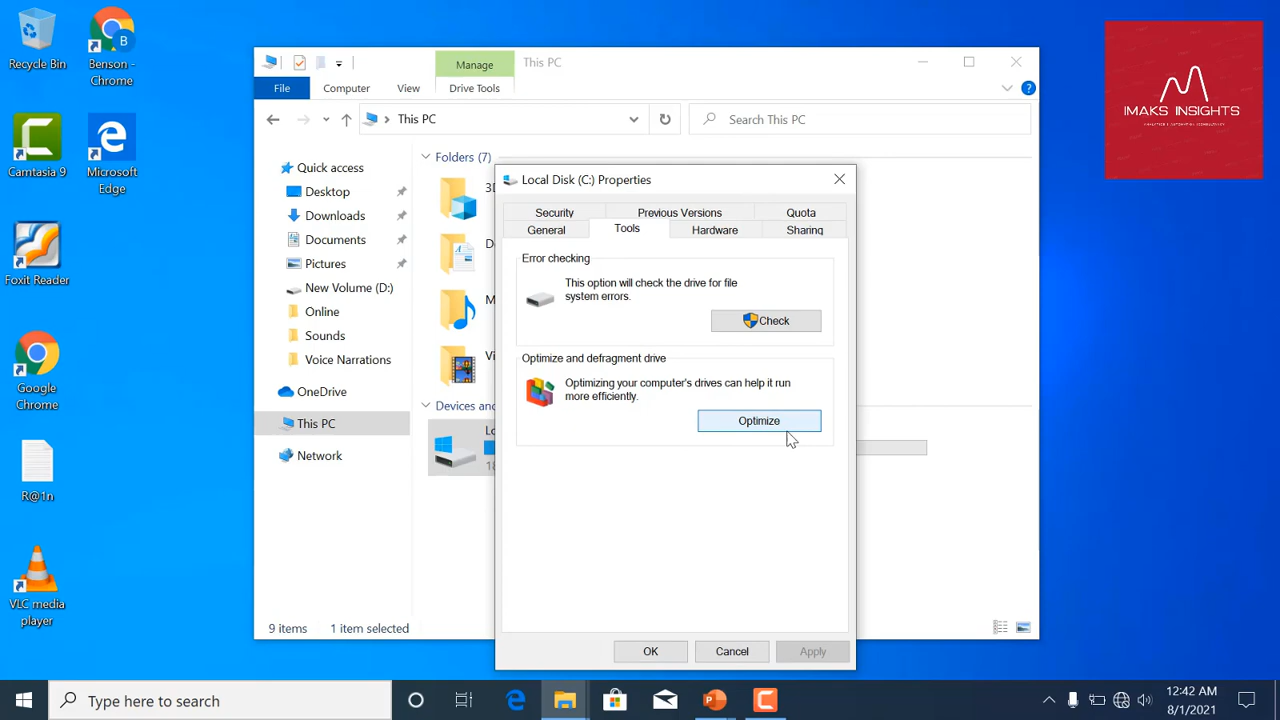 Recycle Bin
Benson -
Chrome
Camtasia 9
Microsoft
Edge
Foxit Reader
Google
Chrome
R@1n
VLC media
player
Manage
This PC
File
Computer
View
Drive Tools
This PC
Search This PC
Quick access
Desktop
Downloads
Documents
Pictures
New Volume (D:)
Online
Sounds
Voice Narrations
OneDrive
This PC
Network
Folders (7)
Devices and
9 items
1 item selected
Local Disk (C:) Properties
Security
Previous Versions
Quota
General
Tools
Hardware
Sharing
Error checking
This option will check the drive for file
system errors.
Check
Optimize and defragment drive
Optimizing your computer's drives can help it run
more efficiently.
Optimize
OK
Cancel
Apply
IMAKS INSIGHTS
Type here to search
12:42 AM
8/1/2021